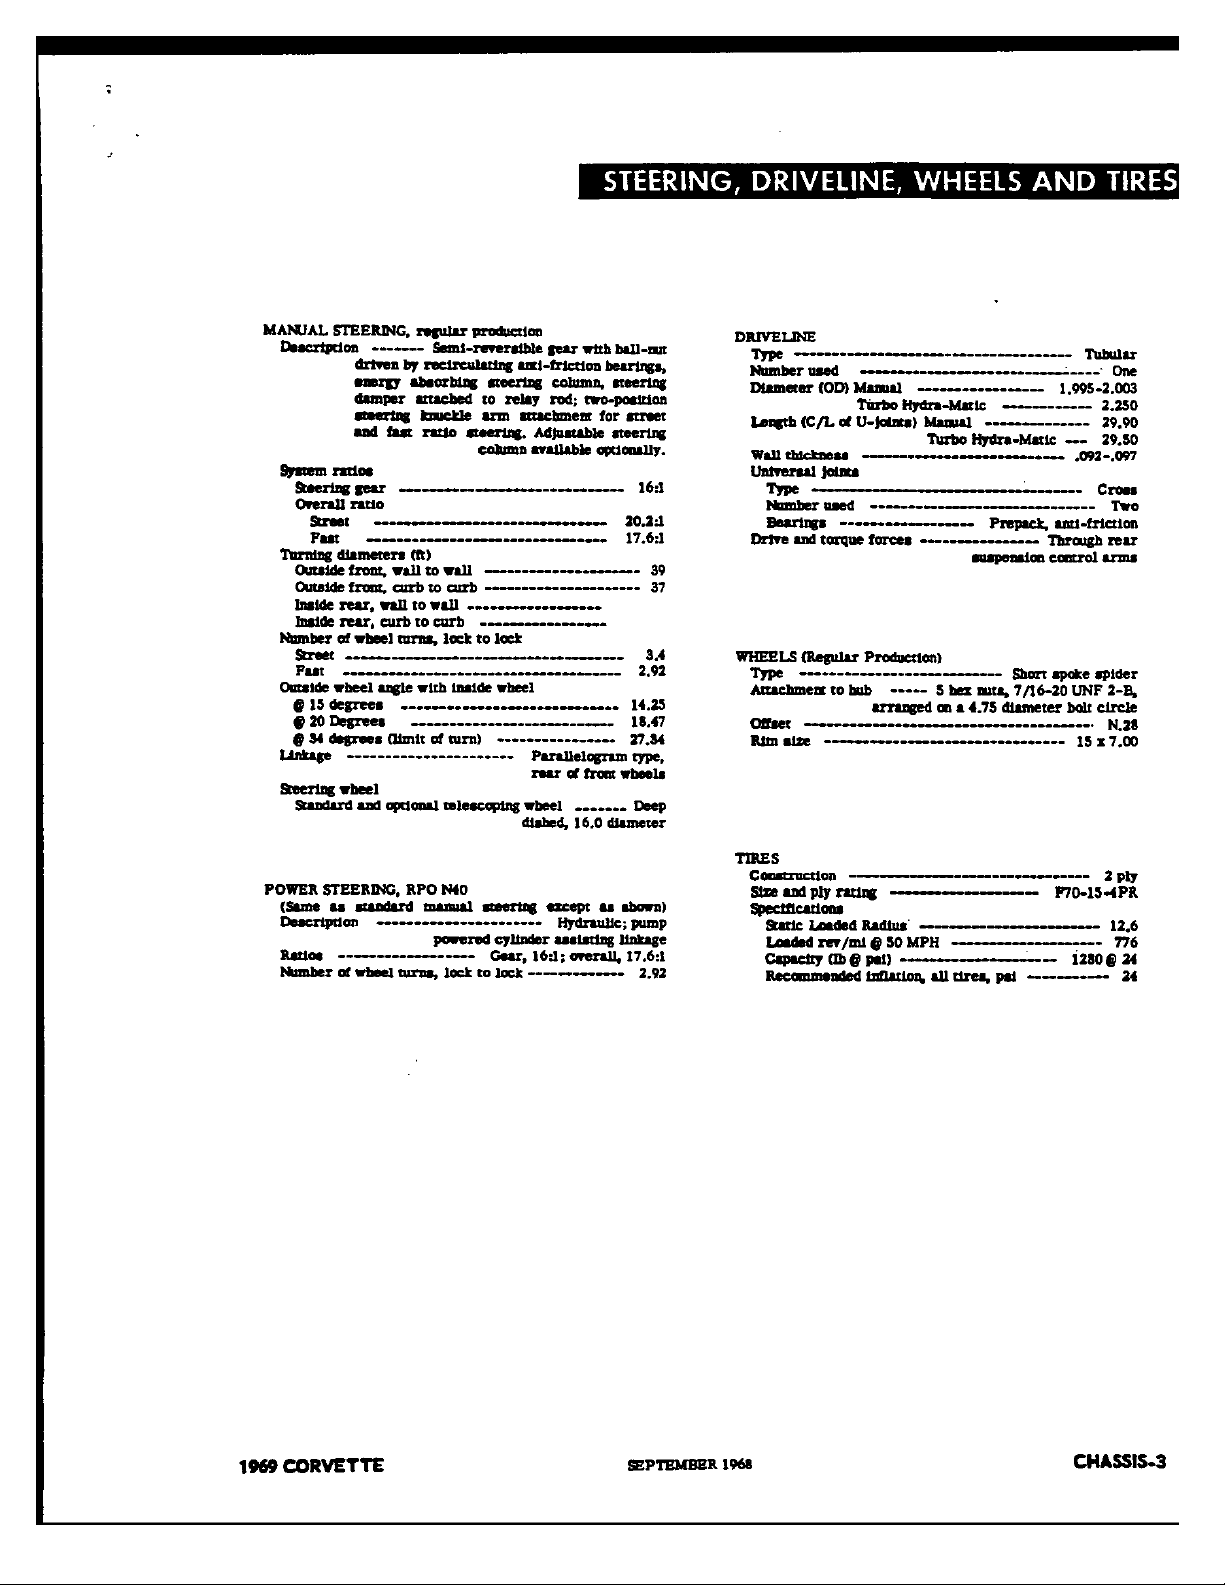 STEERING, DRIVELINE, WHEELS AND TIRES
MANUAL STEERING, regular production
Description ------- Semi-reversible gear with ball-nut
driven by recirculating anti-friction bearings,
energy absorbing steering column, steering
damper attached to relay rod; two-position
steering knuckle arm attachment for street
and fast ratio steering. Adjustable steering
column available optionally.
System ratios
Steering gear ----------------------------- 16:1
Overall ratio
Street ------------------------------ 20.2:1
Fast ------------------------------- 17.6:1
Turning diameters (ft)
Outside front, wall to wall -------------------- 39
Outside front, curb to curb -------------------- 37
Inside rear, wall to wall ------------------
Inside rear, curb to curb ----------------
Number of wheel turns, lock to lock
Street ------------------------------------ 3.4
Fast --------------------------------------- 2.92
Outside wheel angle with inside wheel
@ 15 degrees ---------------------------- 14.25
@ 20 Degrees -------------------------- 18.47
@ 34 degrees (limit of turn) --------------- 27.34
Linkage ---------------------- Parallelogram type,
rear of front wheels
Steering wheel
Standard and optional telescoping wheel ------- Deep
dished, 16.0 diameter
POWER STEERING, RPO N40
(Same as standard manual steering except as shown)
Description ---------------------- Hydraulic; pump
powered cylinder assisting linkage
Ratios ------------------ Gear, 16:1; overall, 17.6:1
Number of wheel turns, lock to lock ------------- 2.92
DRIVELINE
Type ------------------------------------ Tubular
Number used ------------------------------- One
Diameter (OD) Manual ----------------- 1.995-2.003
Turbo Hydra-Matic ------------ 2.250
Length (C/L of U-joints) Manual -------------- 29.90
Turbo Hydra-Matic --- 29.50
Wall thickness -------------------------- .092-.097
Universal joints
Type ----------------------------------- Cross
Number used ----------------------------- Two
Bearings ------------------ Prepack, anti-friction
Drive and torque forces ---------------- Through rear
suspension control arms
WHEELS (Regular Production)
Type -------------------------- Short spoke spider
Attachment to hub ----- 5 hex nuts, 7/16-20 UNF 2-B,
arranged on a 4.75 diameter bolt circle
Offset ------------------------------------- N.28
Rim size ------------------------------- 15 x 7.00
TIRES
Construction ------------------------------- 2 ply
Size and ply rating -------------------- F70-15-4PR
Specifications
Static Loaded Radius ----------------------- 12.6
Loaded rev/mi @ 50 MPH ------------------- 776
Capacity (lb @ psi) -------------------- 1280 @ 24
Recommended inflation, all tires, psi ----------- 24
1969 CORVETTE
SEPTEMBER 1968
CHASSIS-3